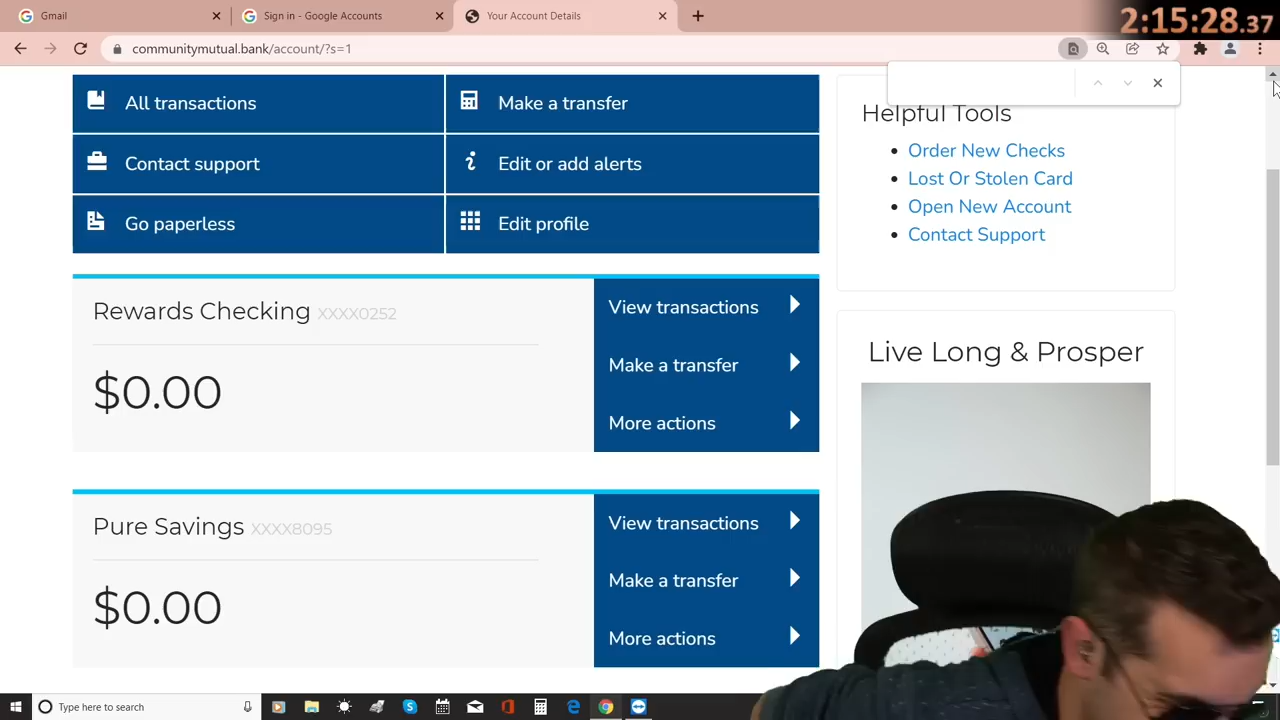 Gmail
Sign in - Google Accounts
Your Account Details
2:15:28.37
communitymutual.bank/account/?s=1
All transactions
Make a transfer
Contact support
Edit or add alerts
Go paperless
Edit profile
Helpful Tools
Order New Checks
Lost Or Stolen Card
Open New Account
Contact Support
Rewards Checking XXXX0252
$0.00
View transactions
Make a transfer
More actions
Live Long & Prosper
Pure Savings XXXX8095
$0.00
View transactions
Make a transfer
More actions
Type here to search